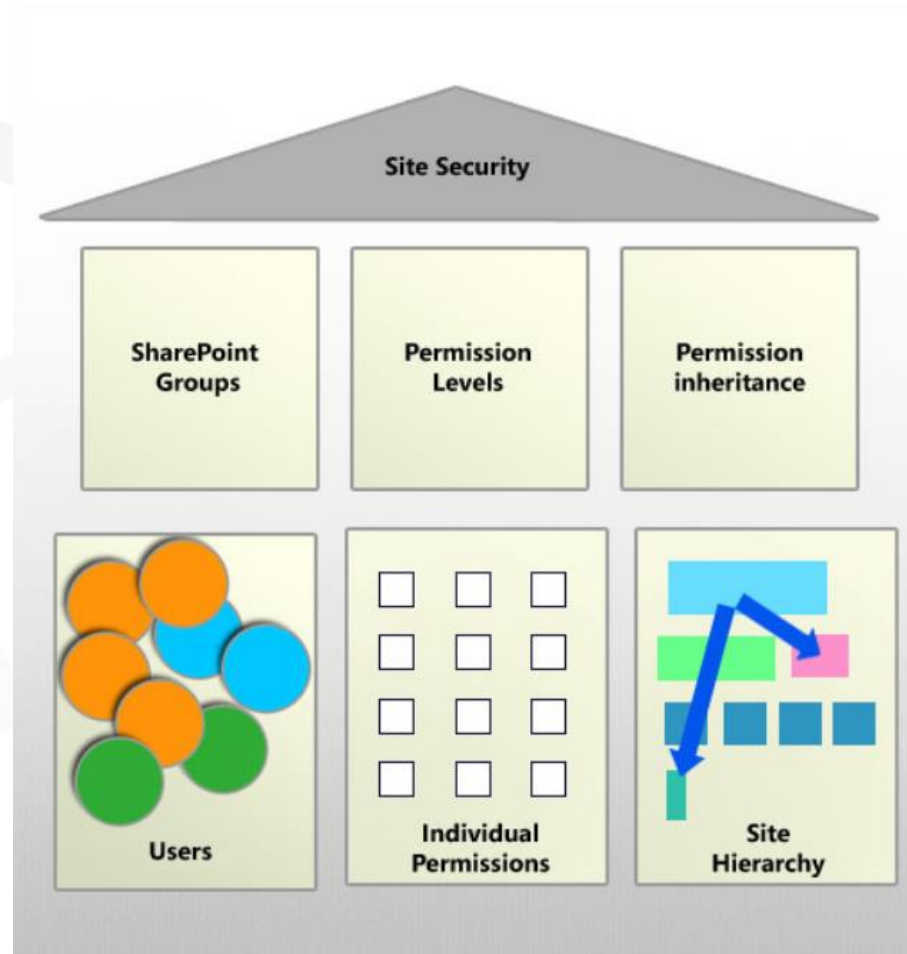 Site Security
SharePoint
Groups
Permission
Levels
Permission
inheritance
Users
Individual
Permissions
Site
Hierarchy